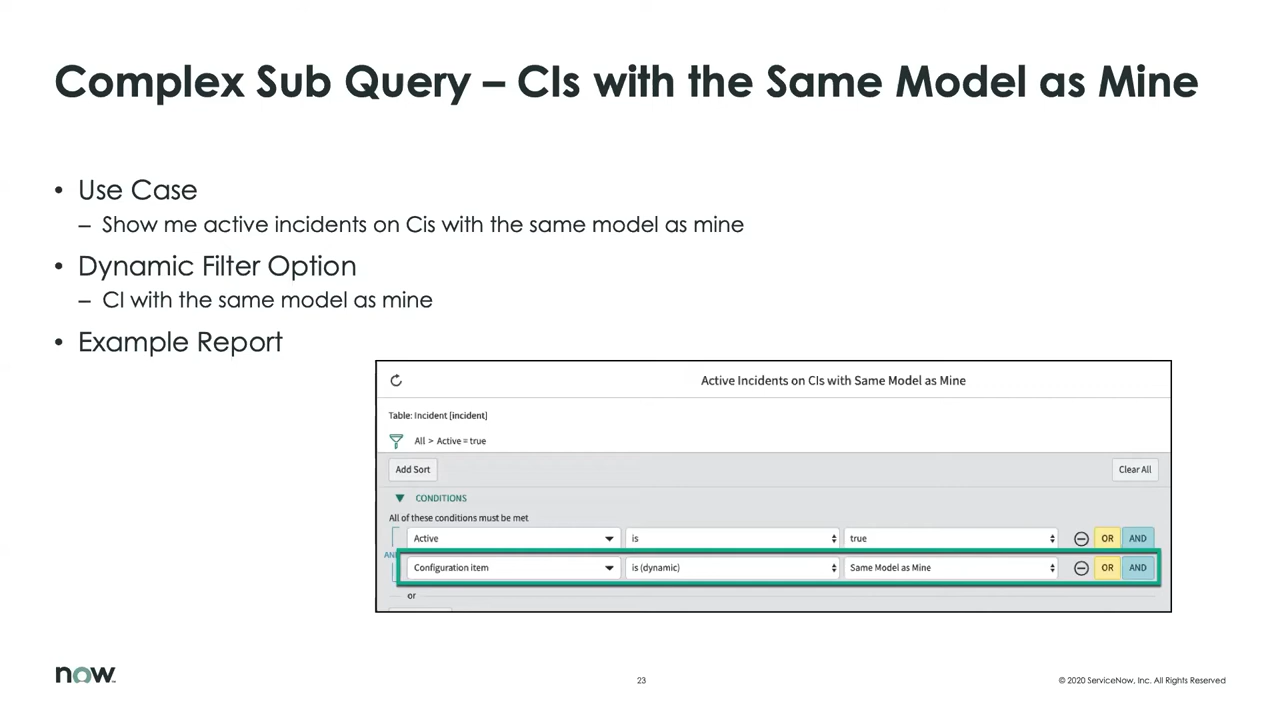 Complex Sub Query – CIs with the Same Model as Mine
• Use Case
– Show me active incidents on Cis with the same model as mine
• Dynamic Filter Option
– CI with the same model as mine
• Example Report
Active Incidents on CIs with Same Model as Mine
Table: Incident [incident]
All > Active = true
Add Sort
Clear All
CONDITIONS
All of these conditions must be met
Active is true OR AND
Configuration item is (dynamic) Same Model as Mine OR AND
or
now
23
© 2020 ServiceNow, Inc. All Rights Reserved